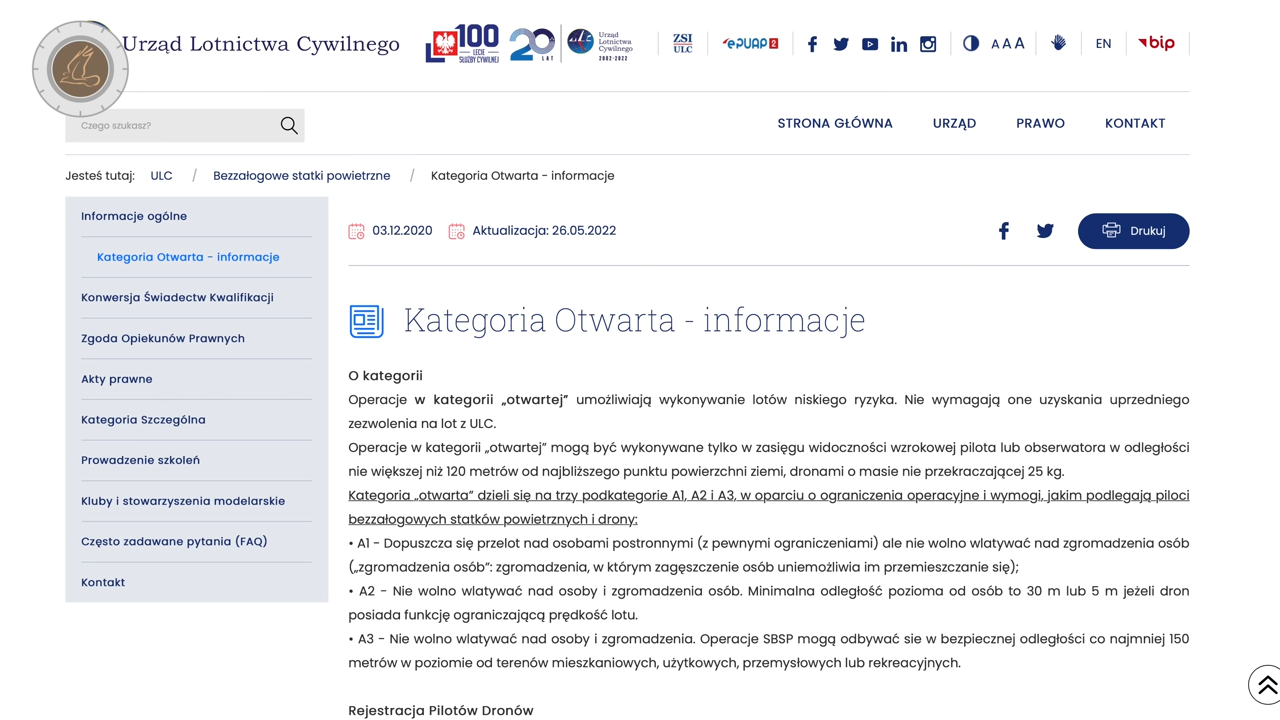 Urząd Lotnictwa Cywilnego
100
LECIE
SŁUŻBY CYWILNEJ
20
LAT
Urząd
Lotnictwa
Cywilnego
2002-2022
ZSI
ULC
ePUAP2
A A A
EN
bip
Czego szukasz?
STRONA GŁÓWNA
URZĄD
PRAWO
KONTAKT
Jesteś tutaj: ULC / Bezzałogowe statki powietrzne / Kategoria Otwarta - informacje
Informacje ogólne
Kategoria Otwarta - informacje
Konwersja Świadectw Kwalifikacji
Zgoda Opiekunów Prawnych
Akty prawne
Kategoria Szczególna
Prowadzenie szkoleń
Kluby i stowarzyszenia modelarskie
Często zadawane pytania (FAQ)
Kontakt
03.12.2020 Aktualizacja: 26.05.2022
Drukuj
Kategoria Otwarta - informacje
O kategorii
Operacje w kategorii „otwartej” umożliwiają wykonywanie lotów niskiego ryzyka. Nie wymagają one uzyskania uprzedniego
zezwolenia na lot z ULC.
Operacje w kategorii „otwartej” mogą być wykonywane tylko w zasięgu widoczności wzrokowej pilota lub obserwatora w odległości
nie większej niż 120 metrów od najbliższego punktu powierzchni ziemi, dronami o masie nie przekraczającej 25 kg.
Kategoria „otwarta” dzieli się na trzy podkategorie A1, A2 i A3, w oparciu o ograniczenia operacyjne i wymogi, jakim podlegają piloci
bezzałogowych statków powietrznych i drony:
• A1 - Dopuszcza się przelot nad osobami postronnymi (z pewnymi ograniczeniami) ale nie wolno wlatywać nad zgromadzenia osób
(„zgromadzenia osób”: zgromadzenia, w którym zagęszczenie osób uniemożliwia im przemieszczanie się);
• A2 - Nie wolno wlatywać nad osoby i zgromadzenia osób. Minimalna odległość pozioma od osób to 30 m lub 5 m jeżeli dron
posiada funkcję ograniczającą prędkość lotu.
• A3 - Nie wolno wlatywać nad osoby i zgromadzenia. Operacje SBSP mogą odbywać sie w bezpiecznej odległości co najmniej 150
metrów w poziomie od terenów mieszkaniowych, użytkowych, przemysłowych lub rekreacyjnych.
Rejestracja Pilotów Dronów